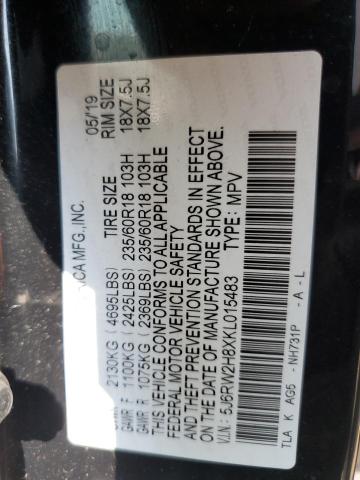 CA MFG.,INC. 05/19
TIRE SIZE RIM SIZE
2130KG (4695LBS)
GAWR F 1100KG (2425LBS) 235/60R18 103H 18X7.5J
GAWR R 1075KG (2369LBS) 235/60R18 103H 18X7.5J
THIS VEHICLE CONFORMS TO ALL APPLICABLE
FEDERAL MOTOR VEHICLE SAFETY
AND THEFT PREVENTION STANDARDS IN EFFECT
ON THE DATE OF MANUFACTURE SHOWN ABOVE.
V.I.N.: 5J6RW2H8XKL015483 TYPE: MPV
TLA K AG5 -NH731P -A -L